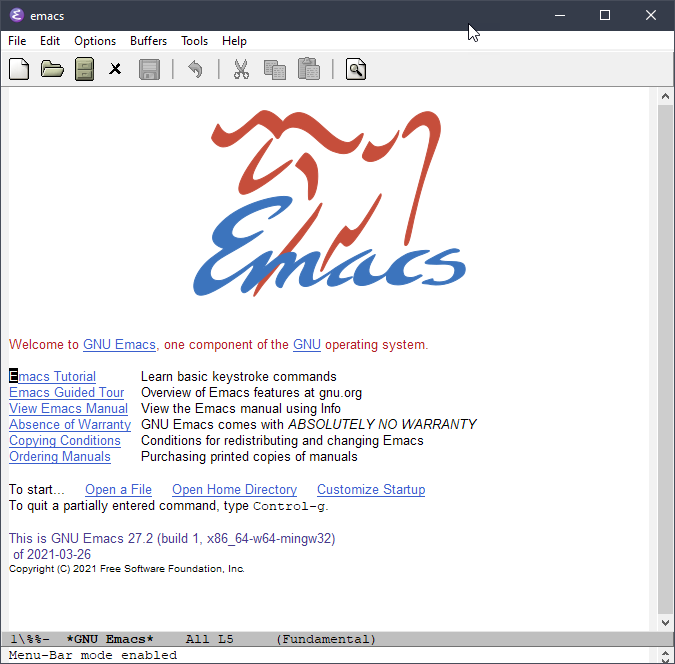 emacs
File Edit Options Buffers Tools Help
Emacs
Welcome to GNU Emacs, one component of the GNU operating system.
Emacs Tutorial Learn basic keystroke commands
Emacs Guided Tour Overview of Emacs features at gnu.org
View Emacs Manual View the Emacs manual using Info
Absence of Warranty GNU Emacs comes with ABSOLUTELY NO WARRANTY
Copying Conditions Conditions for redistributing and changing Emacs
Ordering Manuals Purchasing printed copies of manuals
To start... Open a File Open Home Directory Customize Startup
To quit a partially entered command, type Control-g.
This is GNU Emacs 27.2 (build 1, x86_64-w64-mingw32)
of 2021-03-26
Copyright (C) 2021 Free Software Foundation, Inc.
1\%%- *GNU Emacs* All L5 (Fundamental)
Menu-Bar mode enabled